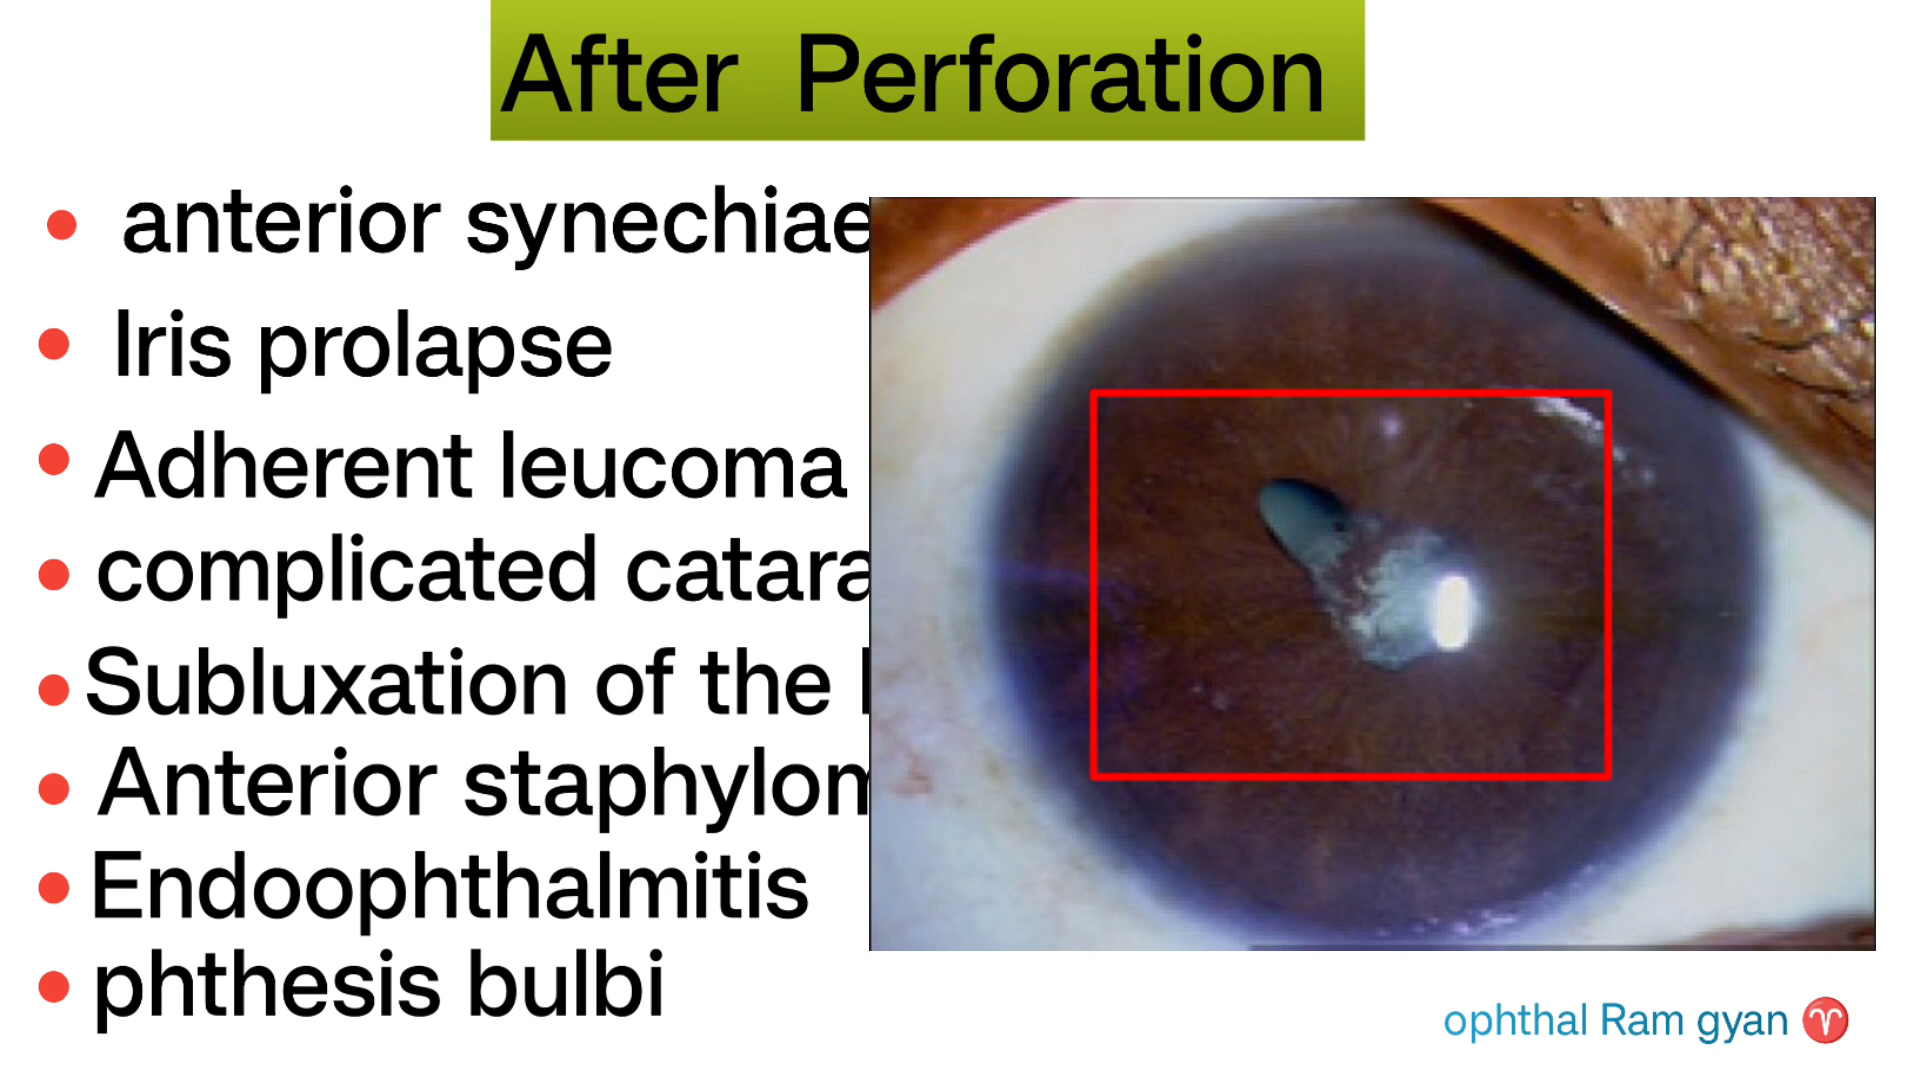 After Perforation
anterior synechiae
Iris prolapse
Adherent leucoma
complicated catara
Subluxation of the
Anterior staphylom
Endoophthalmitis
phthesis bulbi
ophthal Ram gyan